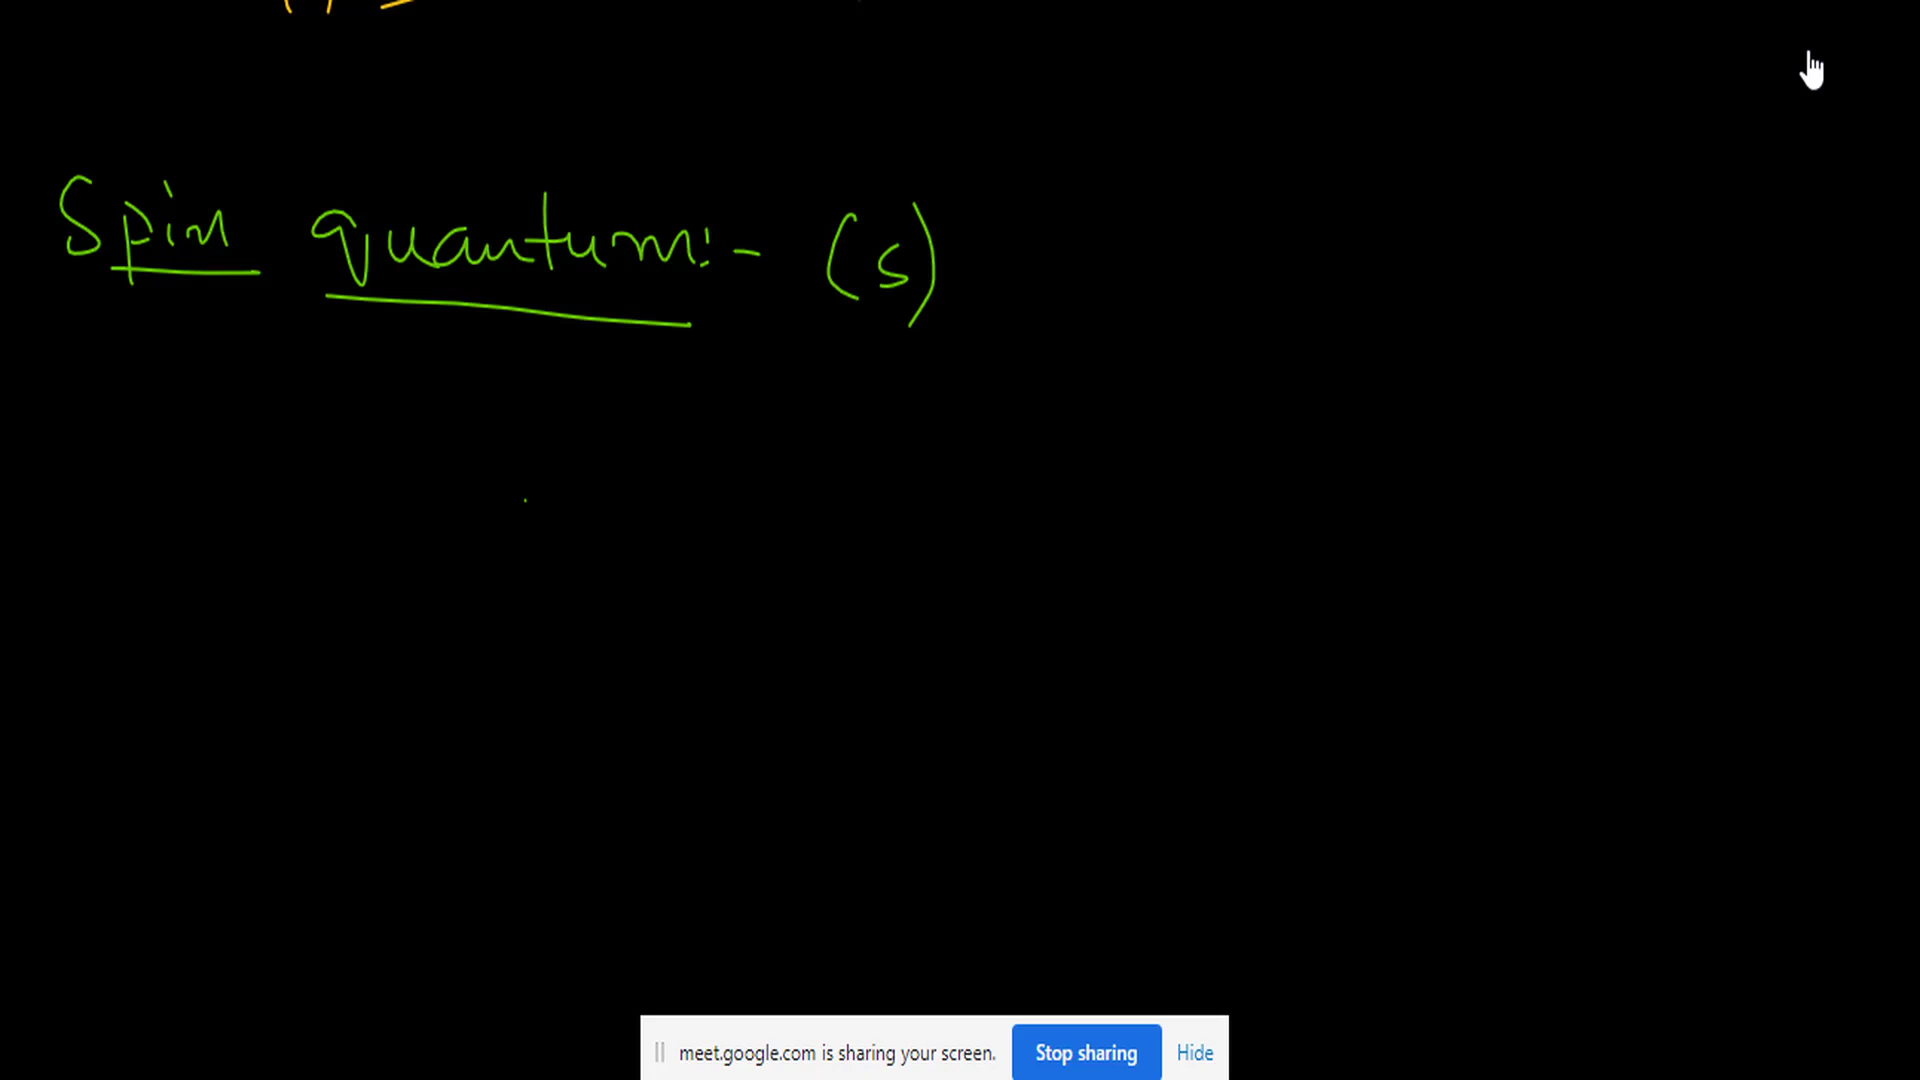 Spin quantum:- (s)
meet.google.com is sharing your screen. Stop sharing Hide